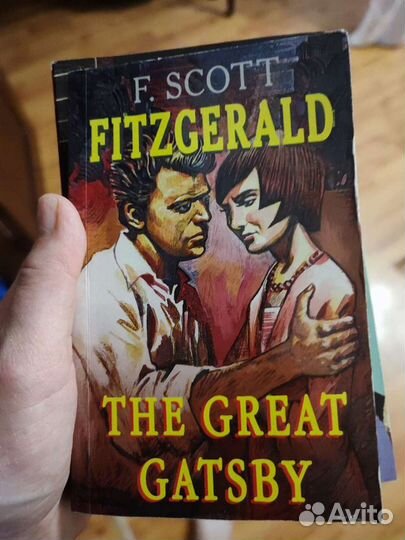 F. SCOTT
FITZGERALD
THE GREAT
GATSBY
Avito